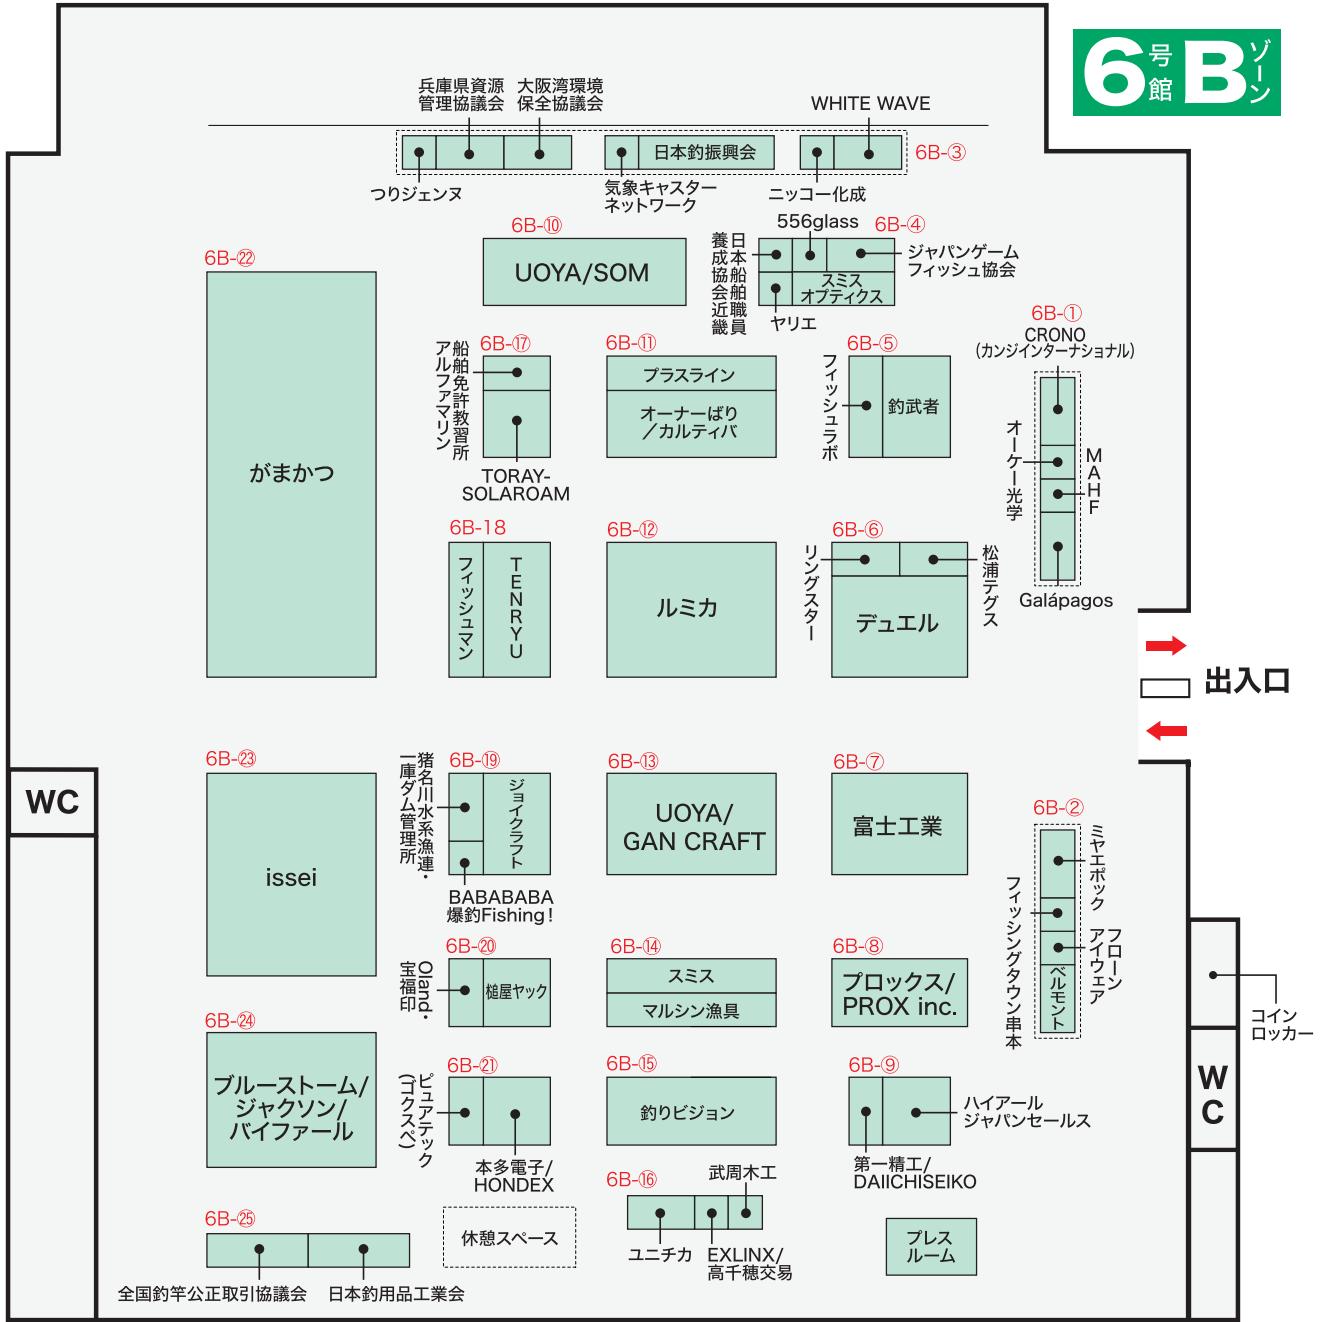 6号館 Bゾーン
兵庫県資源
管理協議会
大阪湾環境
保全協議会
WHITE WAVE
日本釣振興会
6B-③
つりジェンヌ
気象キャスター
ネットワーク
ニッコー化成
6B-⑩
UOYA/SOM
556glass
6B-④
日本船舶職員
養成協会近畿
ジャパンゲーム
フィッシュ協会
スミス
オプティクス
ヤリエ
6B-㉒
がまかつ
6B-⑰
船舶免許教習所
アルファマリン
TORAY-
SOLAROAM
6B-⑪
プラスライン
オーナーばり
/カルティバ
6B-⑤
フィッシュラボ
釣武者
6B-①
CRONO
(カンジインターナショナル)
オーケー光学
MAHF
Galápagos
6B-18
フィッシュマン
TENRYU
6B-⑫
ルミカ
6B-⑥
リングスター
松浦テグス
デュエル
出入口
6B-㉓
issei
WC
6B-⑲
猪名川水系漁連・
一庫ダム管理所
ジョイクラフト
BABABABA
爆釣Fishing!
6B-⑬
UOYA/
GAN CRAFT
6B-⑦
富士工業
6B-②
ミヤエポック
フィッシングタウン串本
フローン
アイウェア
ベルモント
6B-⑳
Oland・
宝福印
槌屋ヤック
6B-⑭
スミス
マルシン漁具
6B-⑧
プロックス/
PROX inc.
コイン
ロッカー
WC
6B-㉔
ブルーストーム/
ジャクソン/
バイファール
6B-㉑
ピュアテック
(ゴクスペ)
本多電子/
HONDEX
6B-⑮
釣りビジョン
6B-⑨
ハイアール
ジャパンセールス
第一精工/
DAIICHISEIKO
6B-⑯
武周木工
ユニチカ
EXLINX/
高千穂交易
6B-㉕
全国釣竿公正取引協議会
日本釣用品工業会
休憩スペース
プレス
ルーム